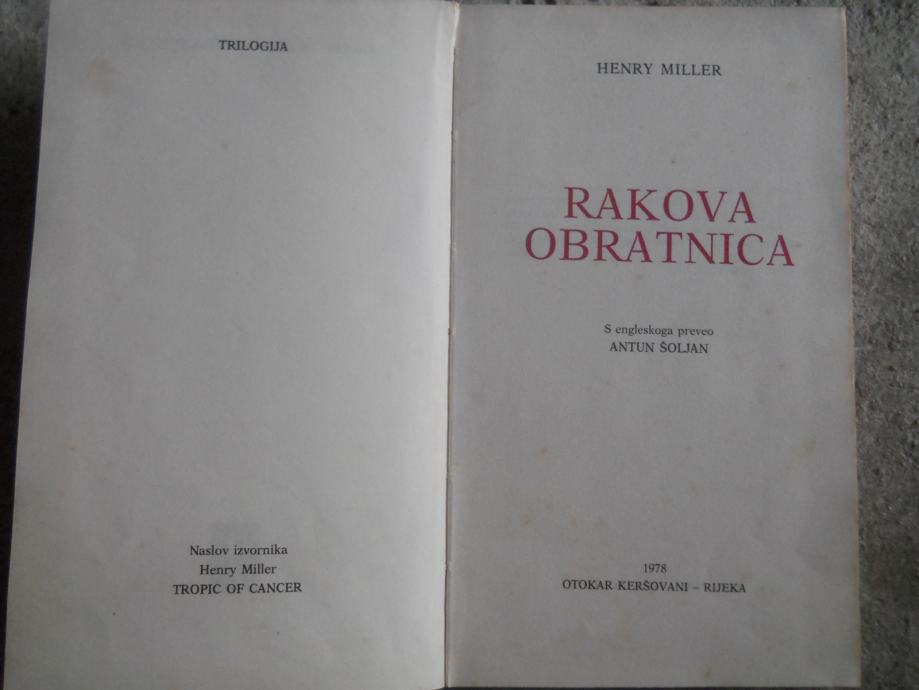 TRILOGIJA
Naslov izvornika
Henry Miller
TROPIC OF CANCER
HENRY MILLER
RAKOVA
OBRATNICA
S engleskoga preveo
ANTUN ŠOLJAN
1978
OTOKAR KERŠOVANI – RIJEKA